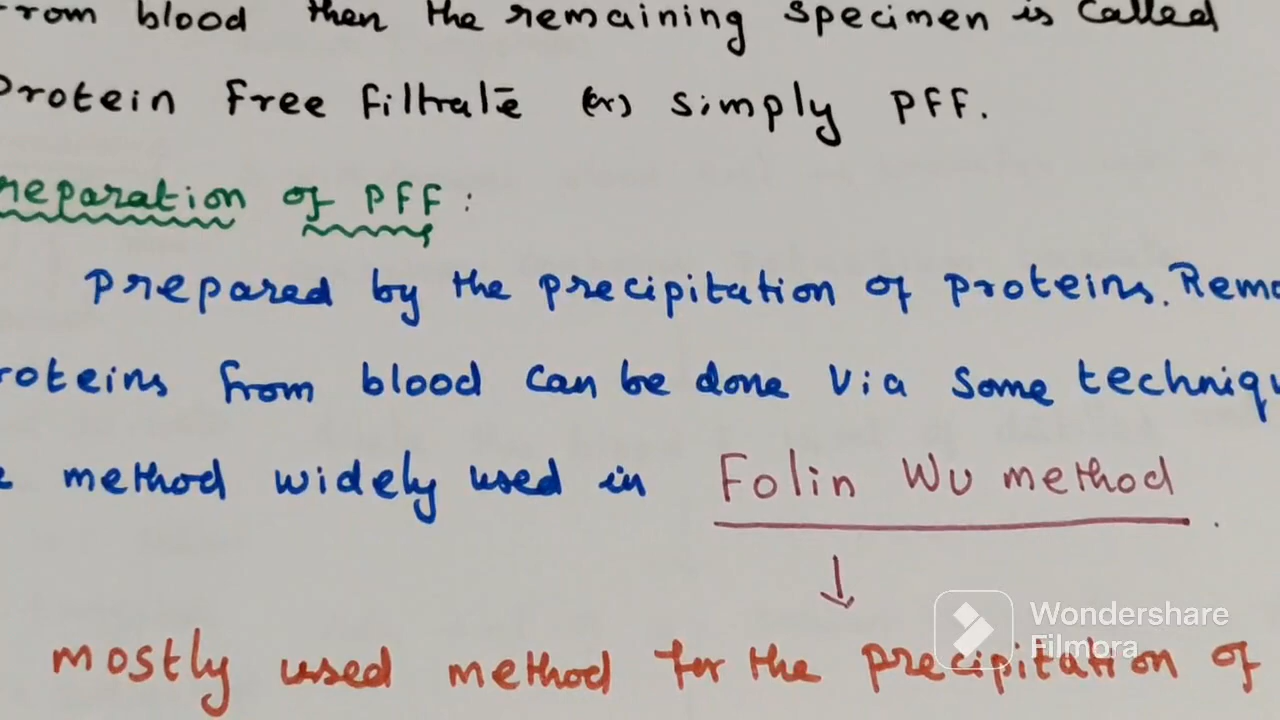 from blood then the remaining specimen is called
Protein Free Filtrate (or) simply PFF.
reparation of PFF:
Prepared by the precipitation of proteins. Remo
roteins from blood can be done via some techniqu
e method widely used in Folin Wu method.
↓
mostly used method for the precipitation of
Wondershare
Filmora